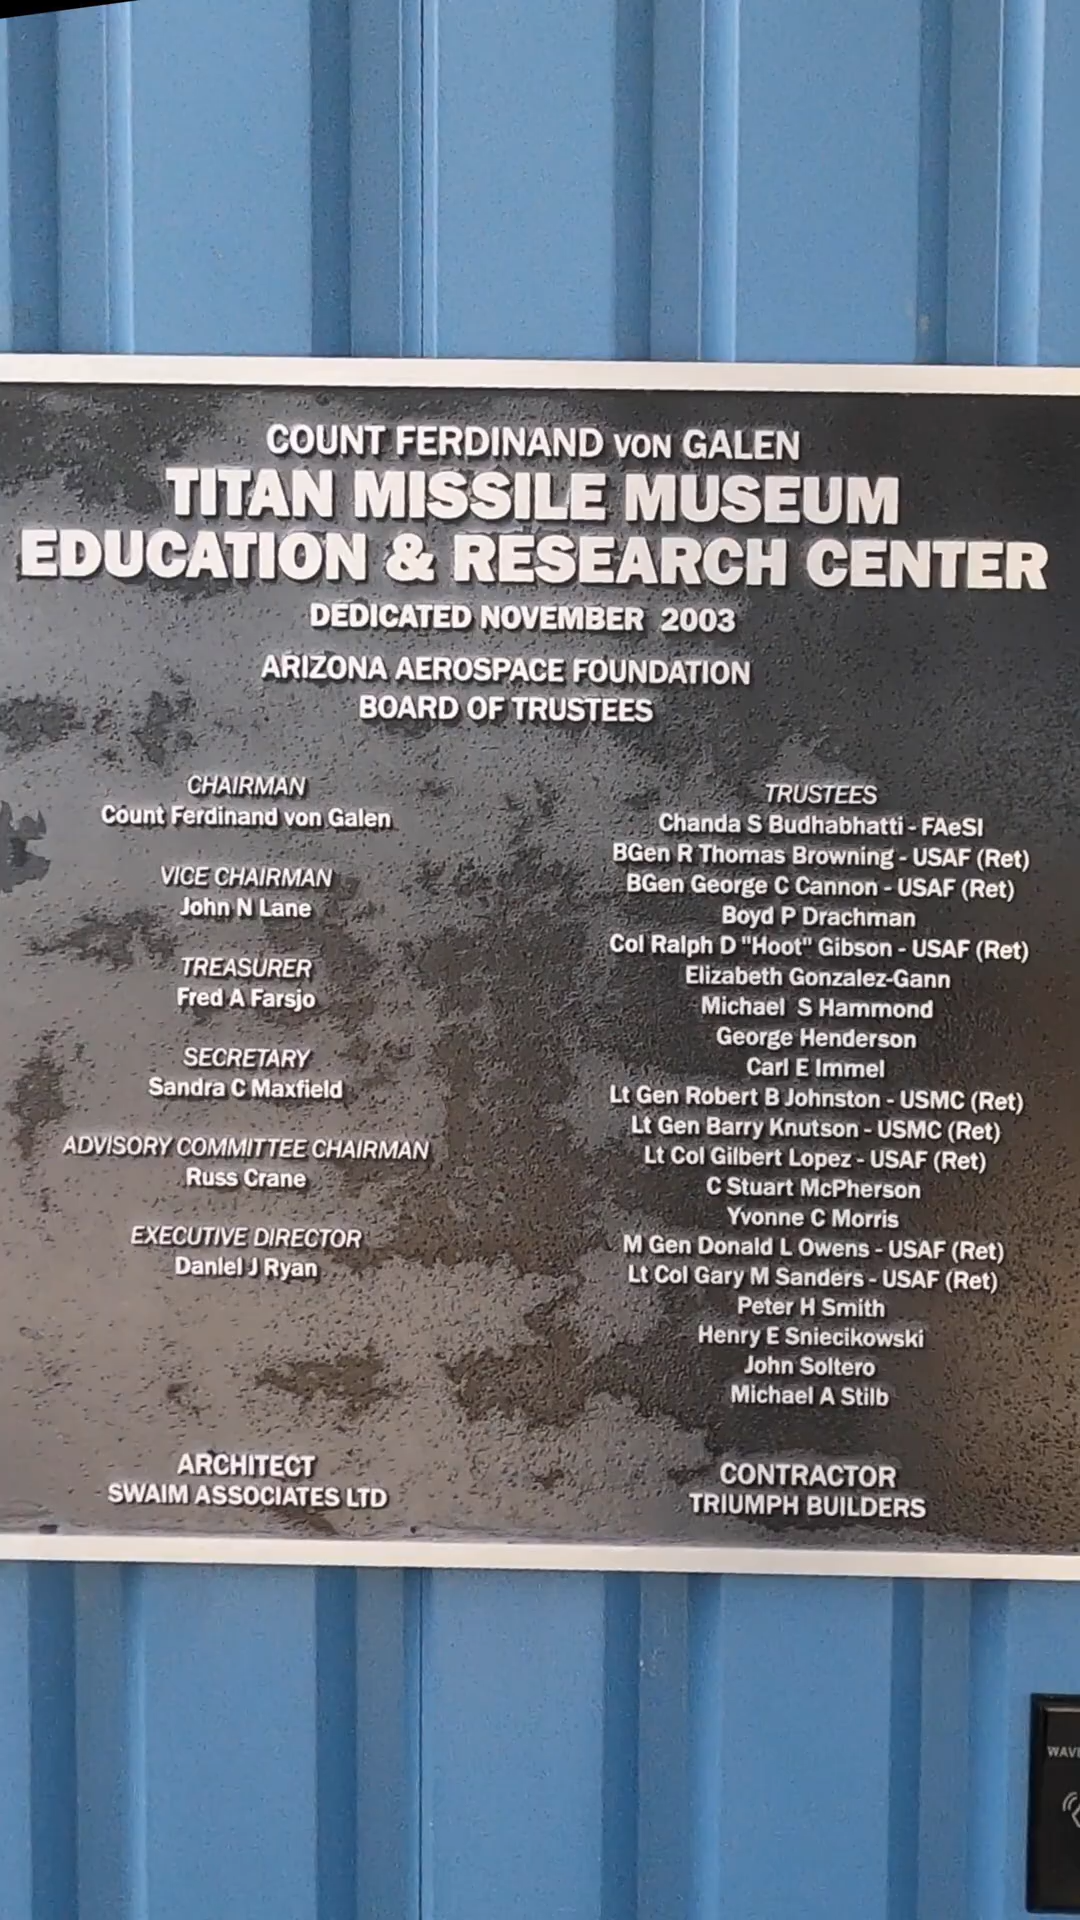 COUNT FERDINAND VON GALEN
TITAN MISSILE MUSEUM
EDUCATION & RESEARCH CENTER
DEDICATED NOVEMBER 2003
ARIZONA AEROSPACE FOUNDATION
BOARD OF TRUSTEES
CHAIRMAN
Count Ferdinand von Galen
VICE CHAIRMAN
John N Lane
TREASURER
Fred A Farsjo
SECRETARY
Sandra C Maxfield
ADVISORY COMMITTEE CHAIRMAN
Russ Crane
EXECUTIVE DIRECTOR
Daniel J Ryan
TRUSTEES
Chanda S Budhabhatti - FAeSI
BGen R Thomas Browning - USAF (Ret)
BGen George C Cannon - USAF (Ret)
Boyd P Drachman
Col Ralph D "Hoot" Gibson - USAF (Ret)
Elizabeth Gonzalez-Gann
Michael S Hammond
George Henderson
Carl E Immel
Lt Gen Robert B Johnston - USMC (Ret)
Lt Gen Barry Knutson - USMC (Ret)
Lt Col Gilbert Lopez - USAF (Ret)
C Stuart McPherson
Yvonne C Morris
M Gen Donald L Owens - USAF (Ret)
Lt Col Gary M Sanders - USAF (Ret)
Peter H Smith
Henry E Sniecikowski
John Soltero
Michael A Stilb
ARCHITECT
SWAIM ASSOCIATES LTD
CONTRACTOR
TRIUMPH BUILDERS
WAVE